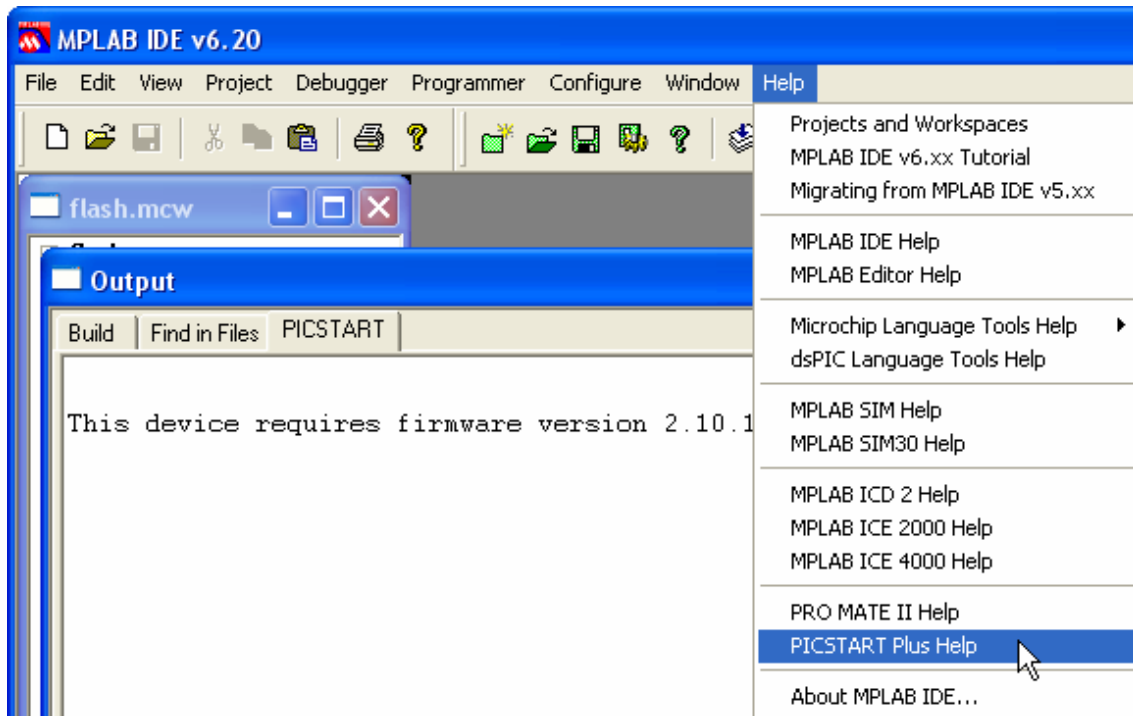 MPLAB IDE v6.20
File Edit View Project Debugger Programmer Configure Window Help
flash.mcw
Output
Build Find in Files PICSTART
This device requires firmware version 2.10.1
Projects and Workspaces
MPLAB IDE v6.xx Tutorial
Migrating from MPLAB IDE v5.xx
MPLAB IDE Help
MPLAB Editor Help
Microchip Language Tools Help
dsPIC Language Tools Help
MPLAB SIM Help
MPLAB SIM30 Help
MPLAB ICD 2 Help
MPLAB ICE 2000 Help
MPLAB ICE 4000 Help
PRO MATE II Help
PICSTART Plus Help
About MPLAB IDE...